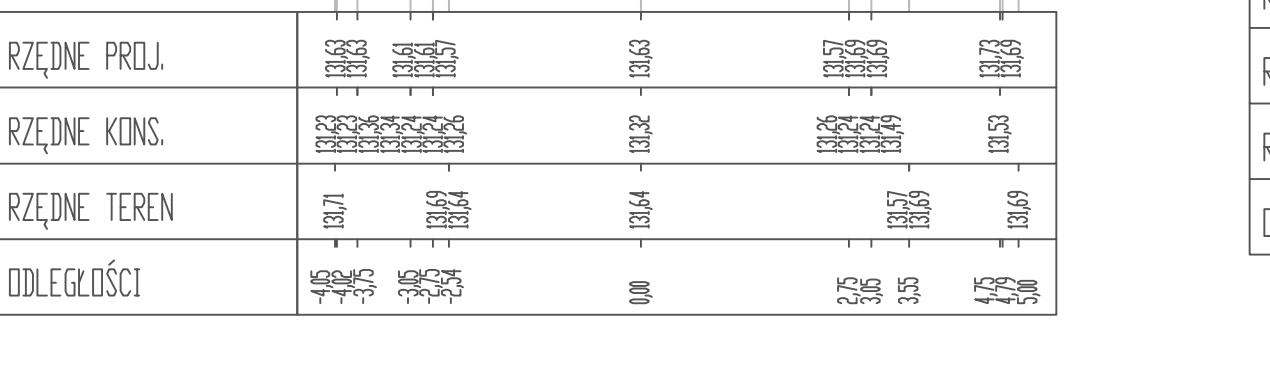 RZĘDNE PROJ. 131,63 131,63 131,63 131,61 131,61 131,57 131,63 131,57 131,69 131,69 131,73 131,69
RZĘDNE KONS. 131,23 131,23 131,23 131,36 131,34 131,24 131,24 131,26 131,32 131,26 131,24 131,24 131,49 131,53
RZĘDNE TEREN 131,71 131,69 131,64 131,64 131,57 131,69 131,69
ODLEGŁOŚCI -4,05 -4,02 -3,75 -3,05 -2,75 -2,54 0,00 2,75 3,05 3,55 4,75 4,79 5,00